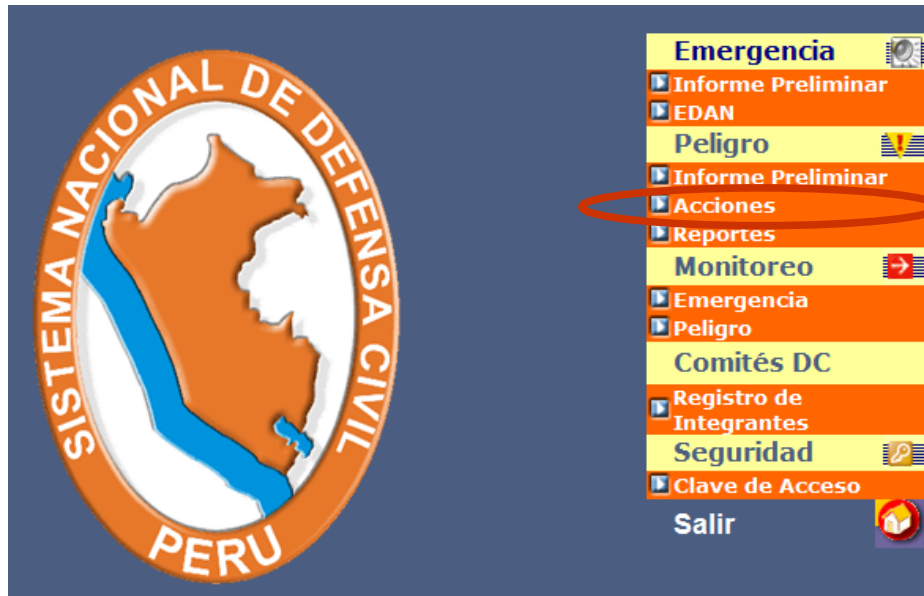 SISTEMA NACIONAL DE DEFENSA CIVIL
PERU
Emergencia
Informe Preliminar
EDAN
Peligro
Informe Preliminar
Acciones
Reportes
Monitoreo
Emergencia
Peligro
Comités DC
Registro de
Integrantes
Seguridad
Clave de Acceso
Salir